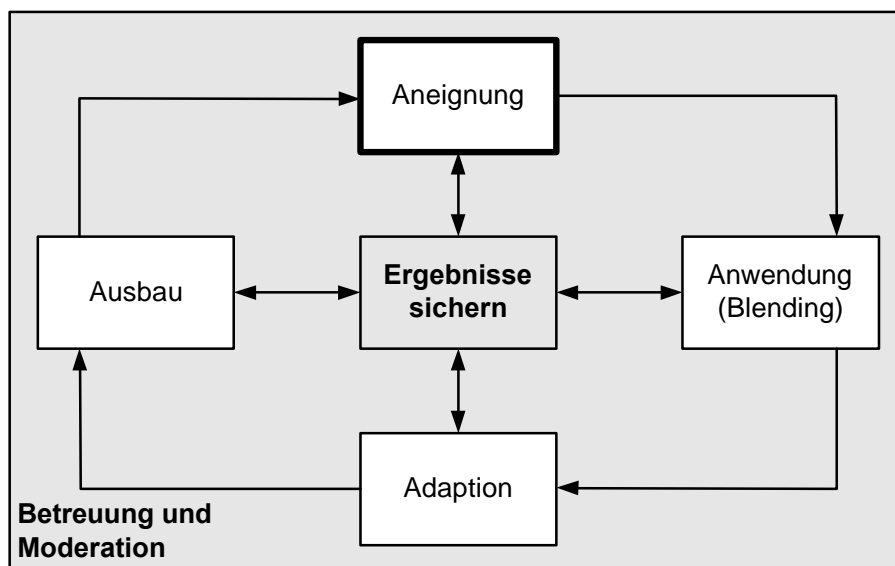 Aneignung
Ausbau
Ergebnisse
sichern
Anwendung
(Blending)
Adaption
Betreuung und
Moderation